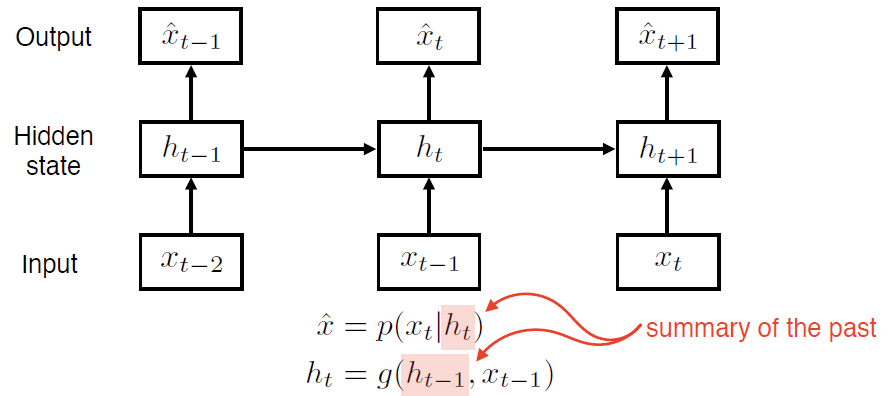 Output $\hat{x}_{t-1}$ $\hat{x}_t$ $\hat{x}_{t+1}$
Hidden
state $h_{t-1}$ $h_t$ $h_{t+1}$
Input $x_{t-2}$ $x_{t-1}$ $x_t$
$\hat{x} = p(x_t|h_t)$
summary of the past
$h_t = g(h_{t-1}, x_{t-1})$